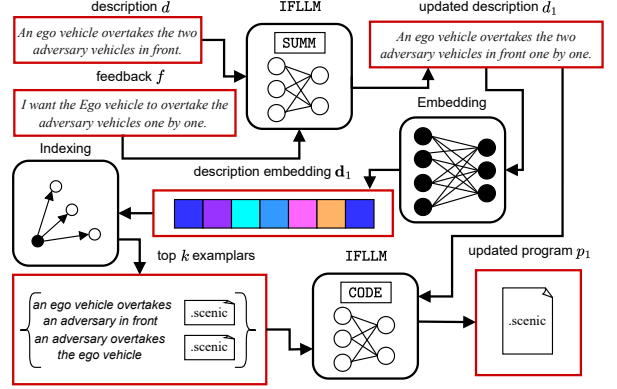 description d
IFLLM
updated description d1
An ego vehicle overtakes the two
adversary vehicles in front.
SUMM
An ego vehicle overtakes the two
adversary vehicles in front one by one.
feedback f
I want the Ego vehicle to overtake the
adversary vehicles one by one.
Embedding
Indexing
description embedding d1
top k examplars
IFLLM
updated program p1
CODE
an ego vehicle overtakes
an adversary in front
.scenic
an adversary overtakes
the ego vehicle
.scenic
.scenic